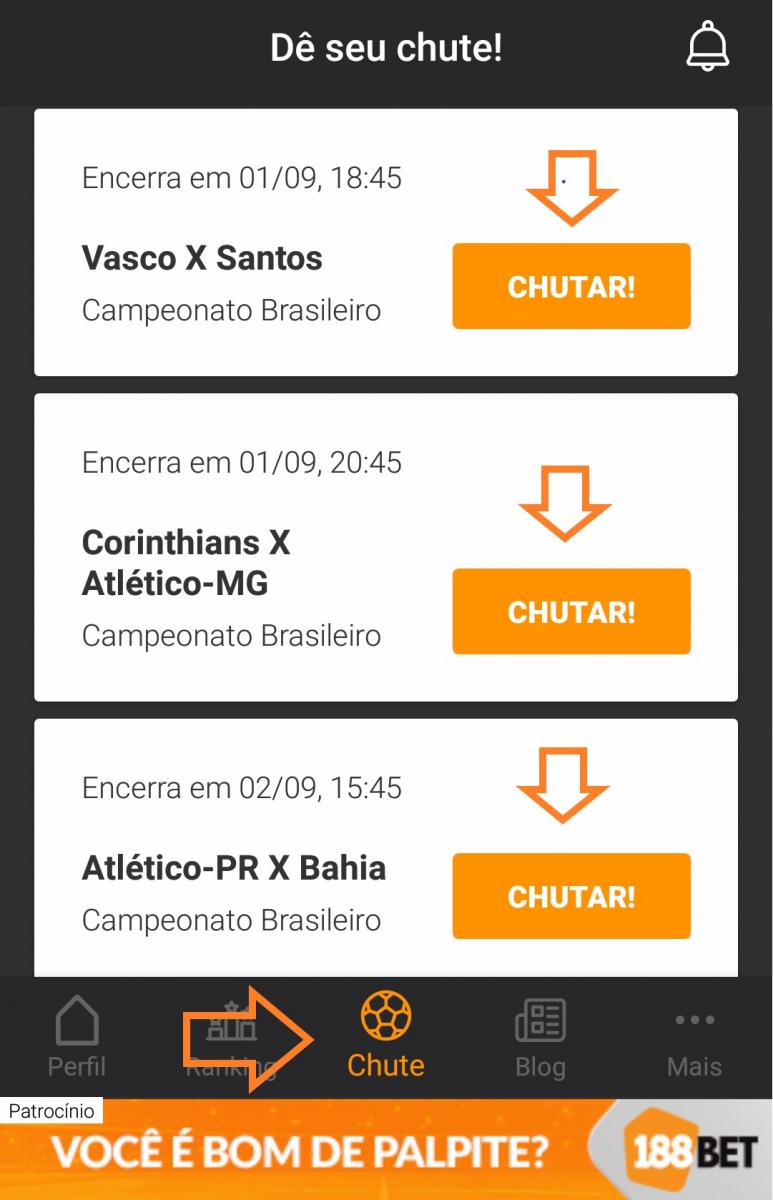 Dê seu chute!
Encerra em 01/09, 18:45
Vasco X Santos
Campeonato Brasileiro
CHUTAR!
Encerra em 01/09, 20:45
Corinthians X
Atlético-MG
Campeonato Brasileiro
CHUTAR!
Encerra em 02/09, 15:45
Atlético-PR X Bahia
Campeonato Brasileiro
CHUTAR!
Perfil
Ranking
Chute
Blog
Mais
Patrocínio
VOCÊ É BOM DE PALPITE?
188BET